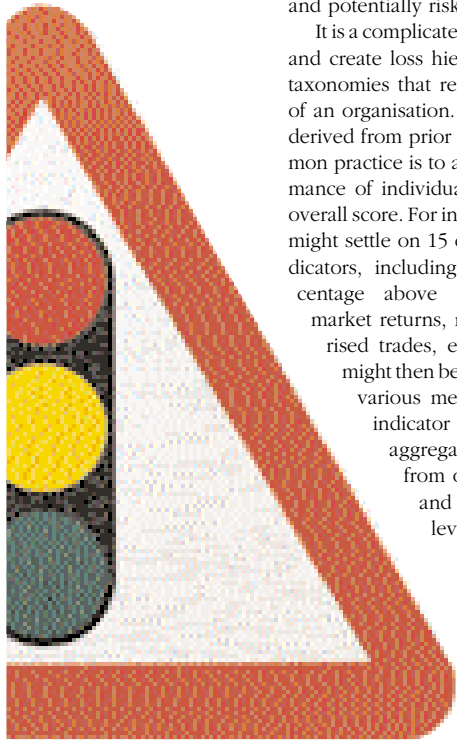 and potentially risk
It is a complicate
and create loss hie
taxonomies that re
of an organisation.
derived from prior
mon practice is to a
mance of individua
overall score. For in
might settle on 15 o
dicators, including
centage above
market returns, r
rised trades, e
might then be
various me
indicator
aggrega
from o
and
lev